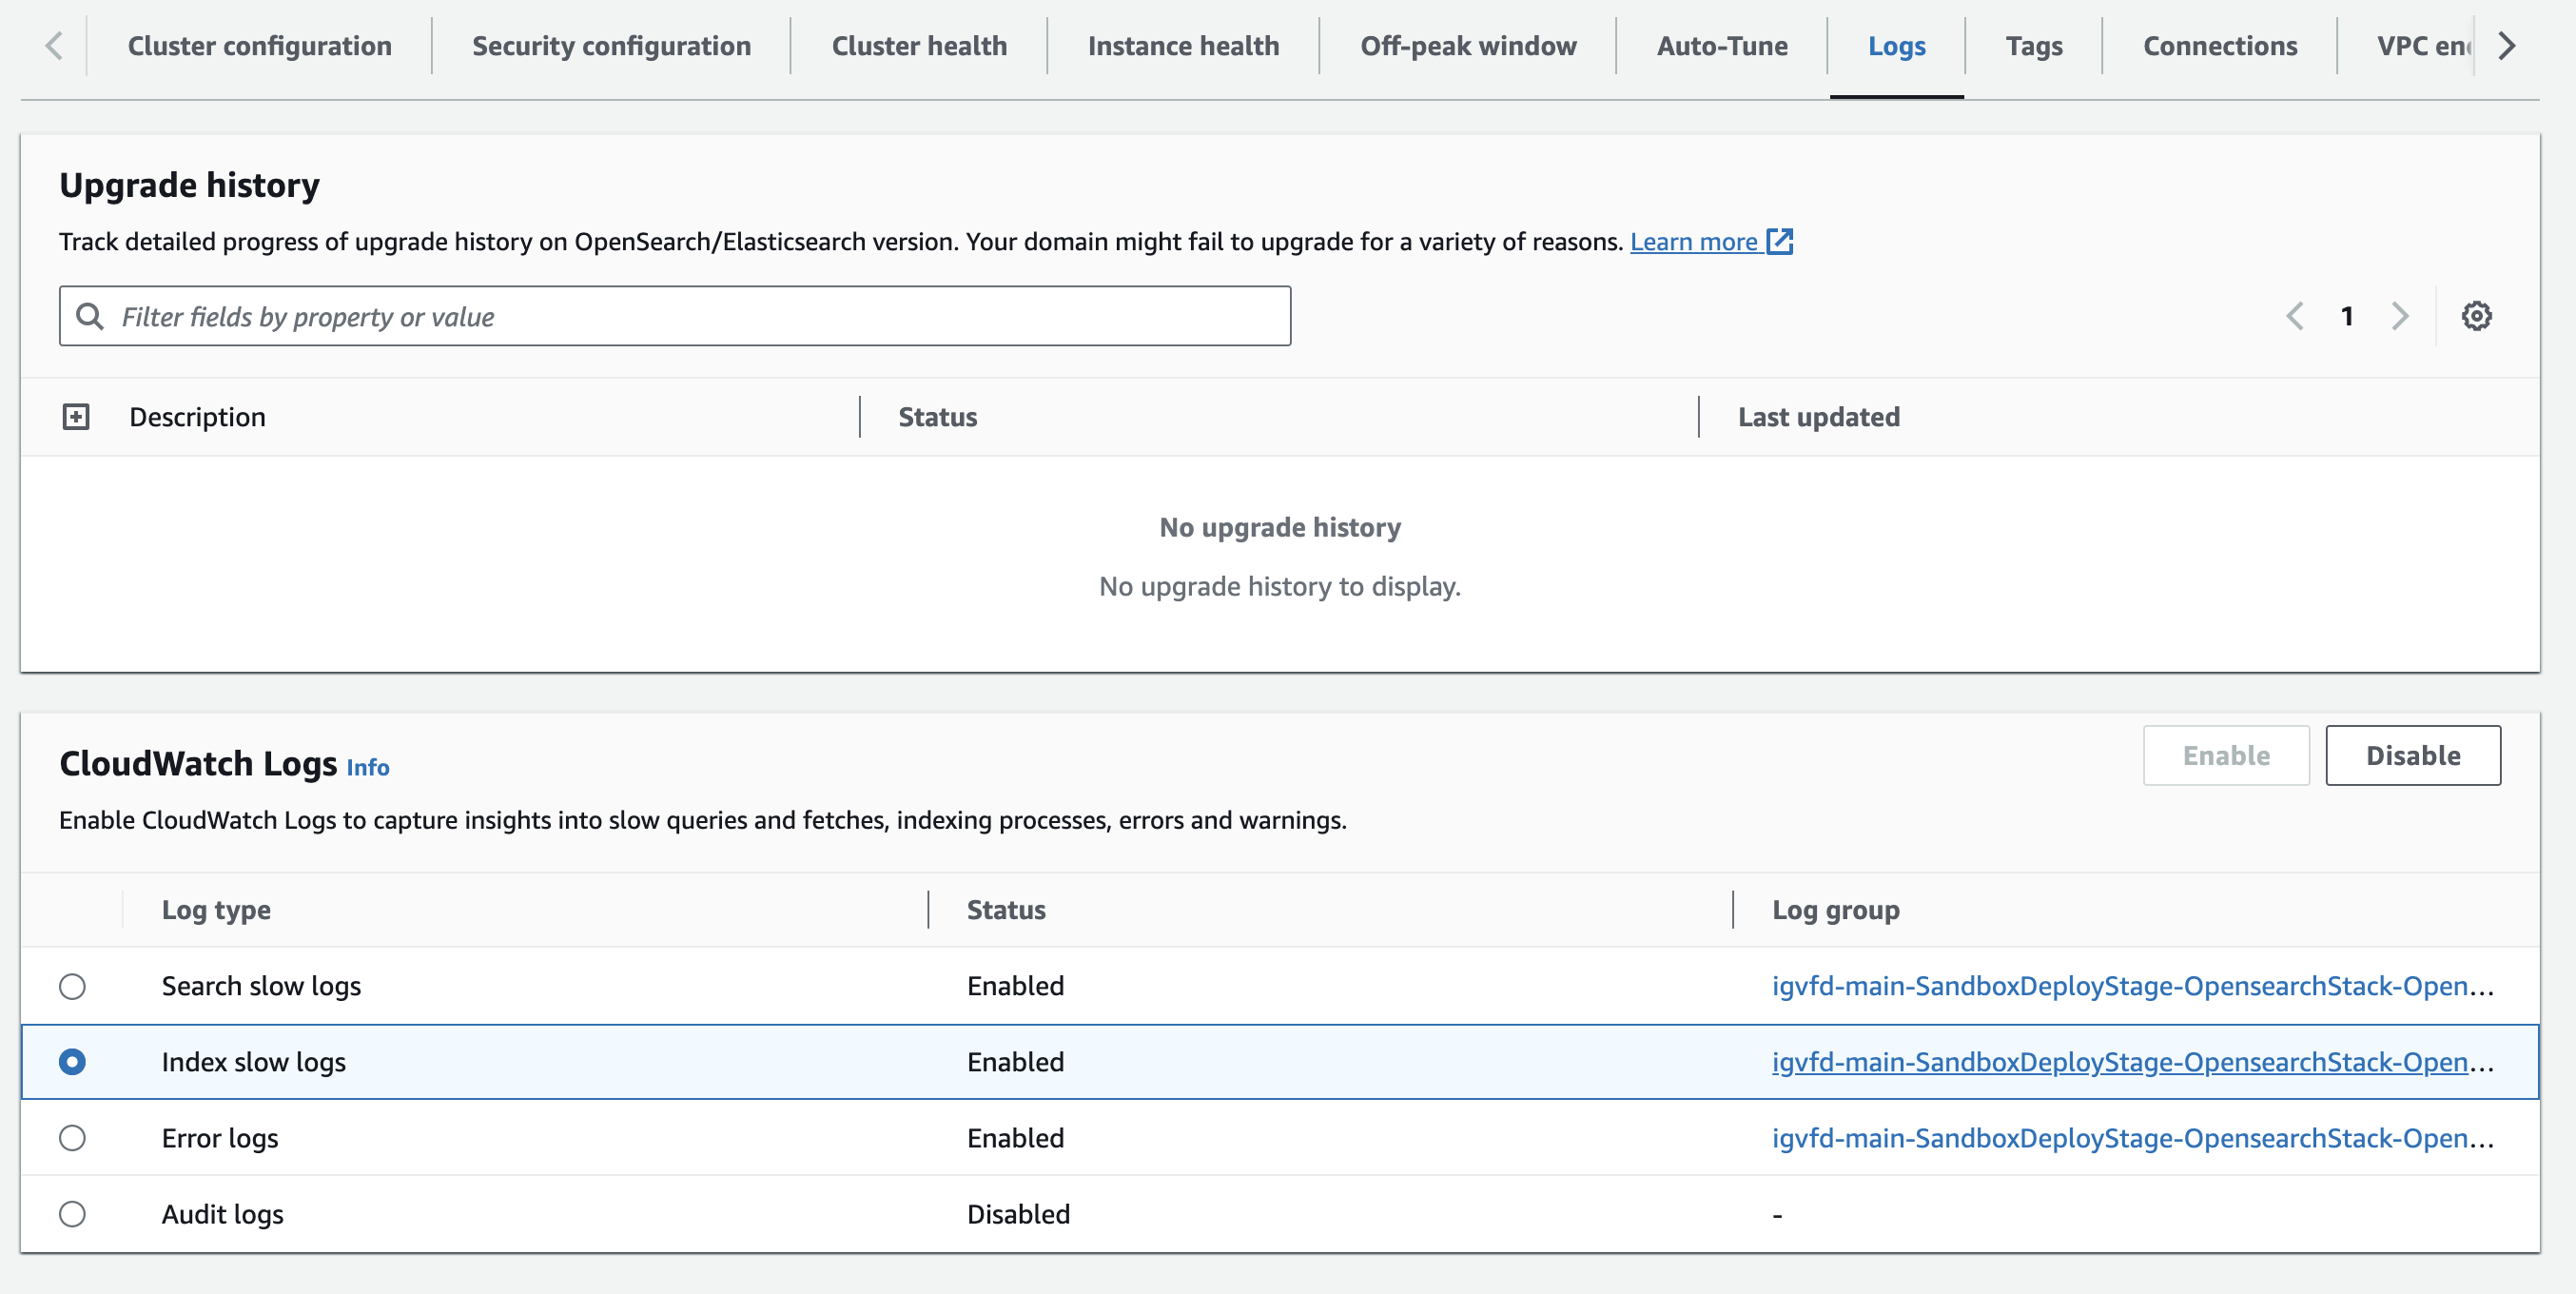 Cluster configuration Security configuration Cluster health Instance health Off-peak window Auto-Tune Logs Tags Connections VPC en
Upgrade history
Track detailed progress of upgrade history on OpenSearch/Elasticsearch version. Your domain might fail to upgrade for a variety of reasons. Learn more
Filter fields by property or value
1
Description Status Last updated
No upgrade history
No upgrade history to display.
CloudWatch Logs Info
Enable Disable
Enable CloudWatch Logs to capture insights into slow queries and fetches, indexing processes, errors and warnings.
Log type Status Log group
Search slow logs Enabled igvfd-main-SandboxDeployStage-OpensearchStack-Open...
Index slow logs Enabled igvfd-main-SandboxDeployStage-OpensearchStack-Open...
Error logs Enabled igvfd-main-SandboxDeployStage-OpensearchStack-Open...
Audit logs Disabled -